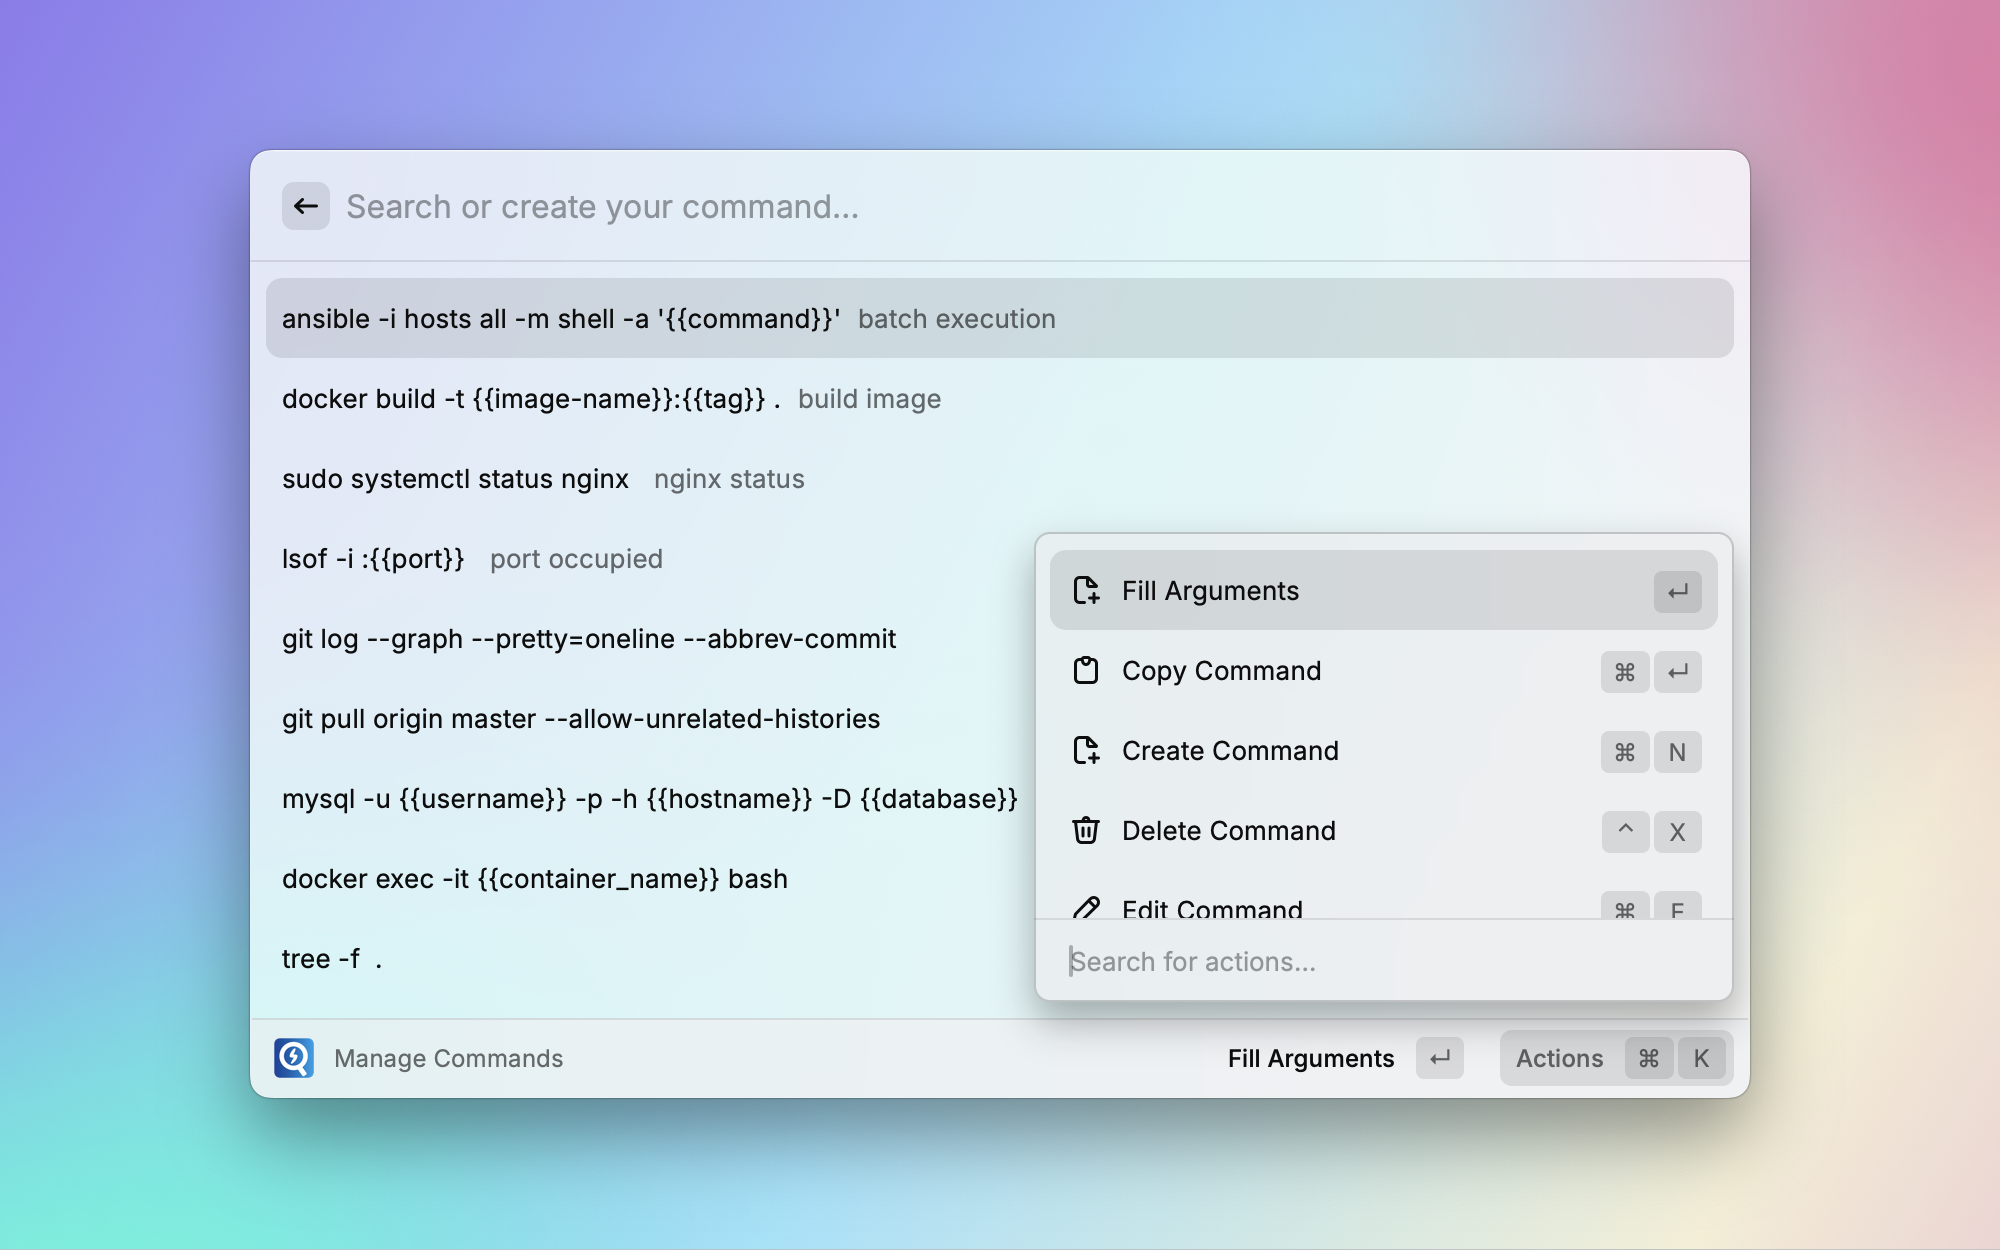 Search or create your command...
ansible -i hosts all -m shell -a '{{command}}' batch execution
docker build -t {{image-name}}:{{tag}} . build image
sudo systemctl status nginx nginx status
lsof -i :{{port}} port occupied
git log --graph --pretty=oneline --abbrev-commit
git pull origin master --allow-unrelated-histories
mysql -u {{username}} -p -h {{hostname}} -D {{database}}
docker exec -it {{container_name}} bash
tree -f .
Fill Arguments ↵
Copy Command ⌘ ↵
Create Command ⌘ N
Delete Command ^ X
Edit Command ⌘
Search for actions...
Manage Commands Fill Arguments ↵ Actions ⌘ K